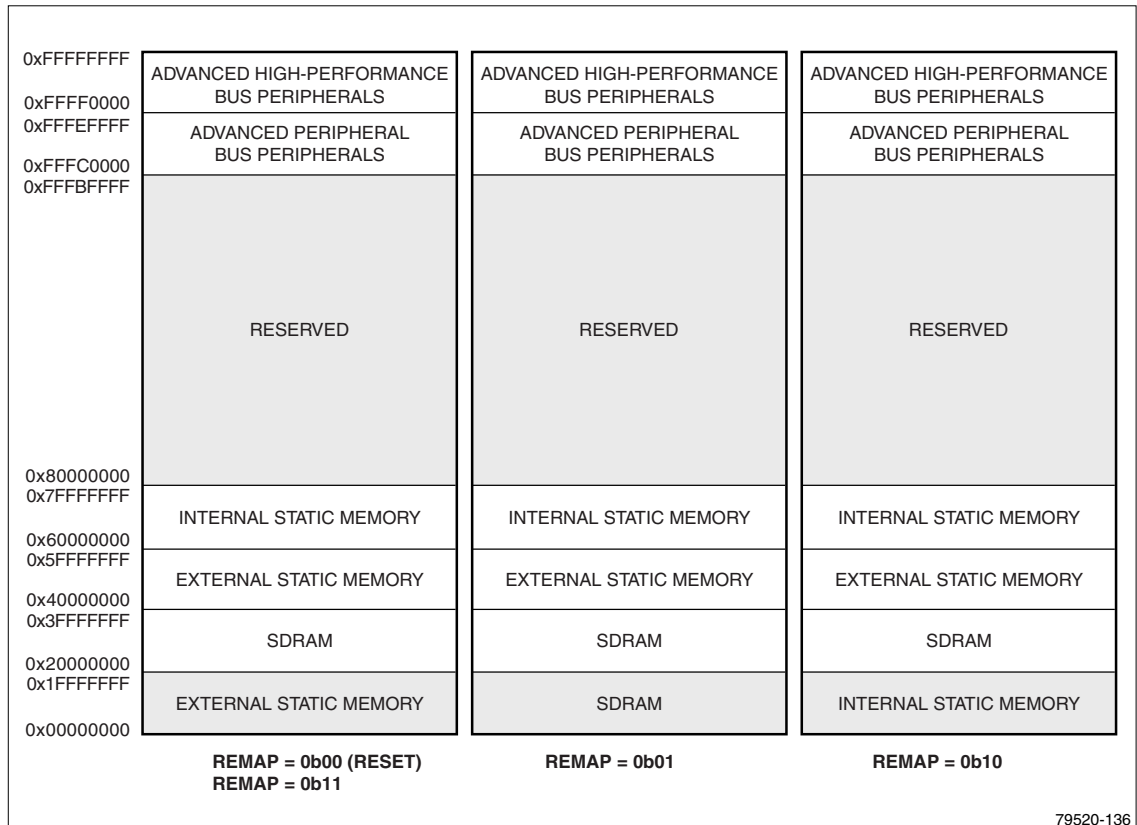 0xFFFFFFFF
ADVANCED HIGH-PERFORMANCE
BUS PERIPHERALS
ADVANCED HIGH-PERFORMANCE
BUS PERIPHERALS
ADVANCED HIGH-PERFORMANCE
BUS PERIPHERALS
0xFFFF0000
0xFFFEFFFF
ADVANCED PERIPHERAL
BUS PERIPHERALS
ADVANCED PERIPHERAL
BUS PERIPHERALS
ADVANCED PERIPHERAL
BUS PERIPHERALS
0xFFFC0000
0xFFFBFFFF
RESERVED
RESERVED
RESERVED
0x80000000
0x7FFFFFFF
INTERNAL STATIC MEMORY
INTERNAL STATIC MEMORY
INTERNAL STATIC MEMORY
0x60000000
0x5FFFFFFF
EXTERNAL STATIC MEMORY
EXTERNAL STATIC MEMORY
EXTERNAL STATIC MEMORY
0x40000000
0x3FFFFFFF
SDRAM
SDRAM
SDRAM
0x20000000
0x1FFFFFFF
EXTERNAL STATIC MEMORY
SDRAM
INTERNAL STATIC MEMORY
0x00000000
REMAP = 0b00 (RESET)
REMAP = 0b11
REMAP = 0b01
REMAP = 0b10
79520-136